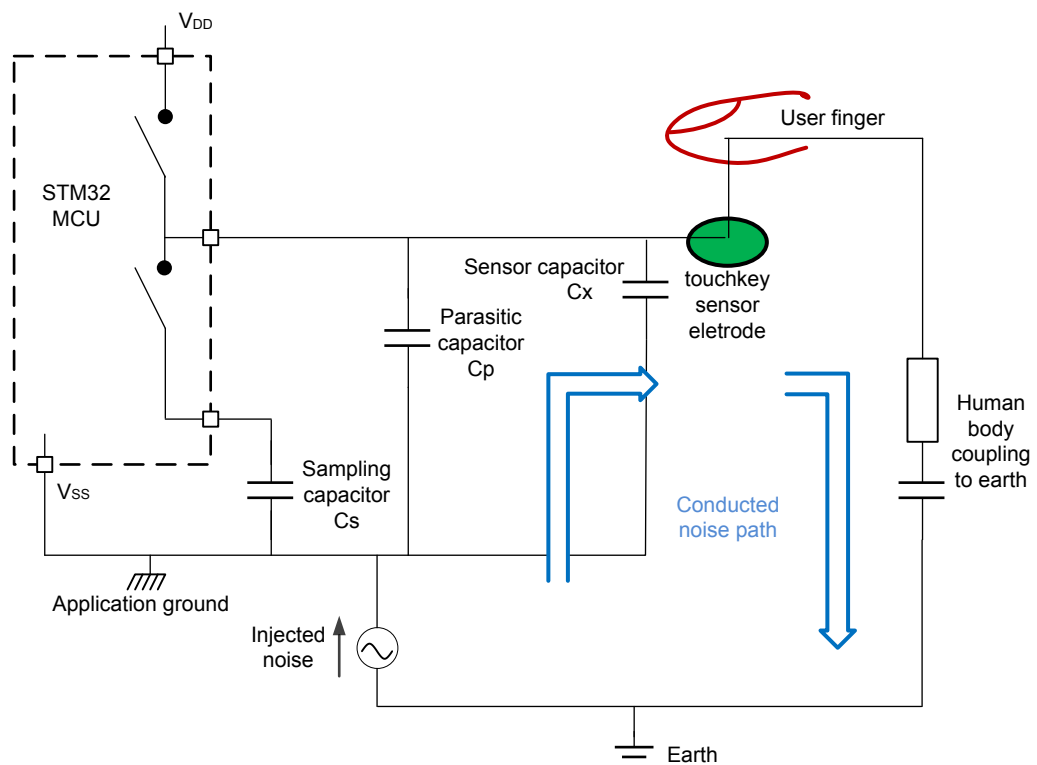 VDD
User finger
STM32
MCU
Sensor capacitor
Cx
touchkey
sensor
eletrode
Parasitic
capacitor
Cp
Human
body
coupling
to earth
Sampling
capacitor
Cs
VSS
Conducted
noise path
Application ground
Injected
noise
Earth